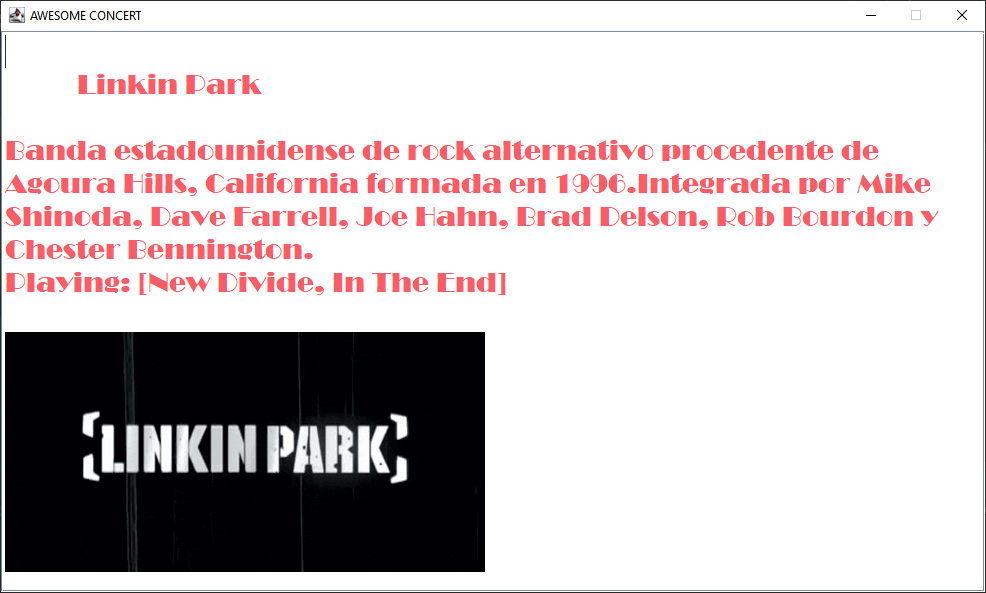 AWESOME CONCERT
Linkin Park
Banda estadounidense de rock alternativo procedente de
Agoura Hills, California formada en 1996.Integrada por Mike
Shinoda, Dave Farrell, Joe Hahn, Brad Delson, Rob Bourdon y
Chester Bennington.
Playing: [New Divide, In The End]
[LINKIN PARK]